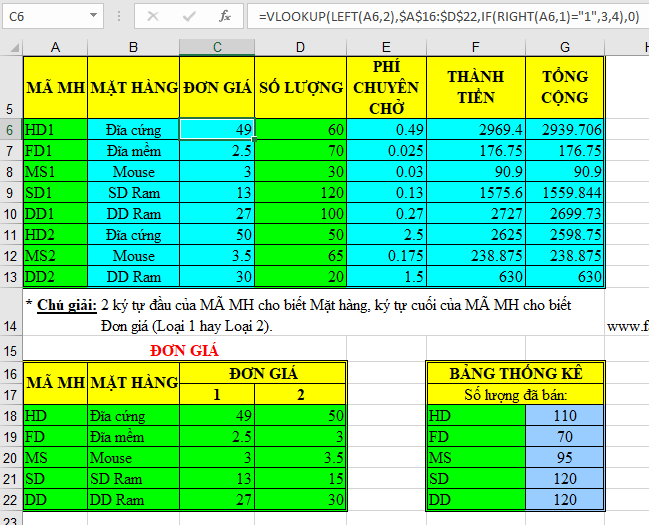 C6 =VLOOKUP(LEFT(A6,2),$A$16:$D$22,IF(RIGHT(A6,1)="1",3,4),0)
A B C D E F G H
5 MÃ MH MẶT HÀNG ĐƠN GIÁ SỐ LƯỢNG PHÍ CHUYÊN CHỞ THÀNH TIỀN TỔNG CỘNG
6 HD1 Đĩa cứng 49 60 0.49 2969.4 2939.706
7 FD1 Đĩa mềm 2.5 70 0.025 176.75 176.75
8 MS1 Mouse 3 30 0.03 90.9 90.9
9 SD1 SD Ram 13 120 0.13 1575.6 1559.844
10 DD1 DD Ram 27 100 0.27 2727 2699.73
11 HD2 Đĩa cứng 50 50 2.5 2625 2598.75
12 MS2 Mouse 3.5 65 0.175 238.875 238.875
13 DD2 DD Ram 30 20 1.5 630 630
* Chú giải: 2 ký tự đầu của MÃ MH cho biết Mặt hàng, ký tự cuối của MÃ MH cho biết
14 Đơn giá (Loại 1 hay Loại 2). www.f
15 ĐƠN GIÁ
16 MÃ MH MẶT HÀNG ĐƠN GIÁ BẢNG THỐNG KÊ
17 1 2 Số lượng đã bán:
18 HD Đĩa cứng 49 50 HD 110
19 FD Đĩa mềm 2.5 3 FD 70
20 MS Mouse 3 3.5 MS 95
21 SD SD Ram 13 15 SD 120
22 DD DD Ram 27 30 DD 120
23